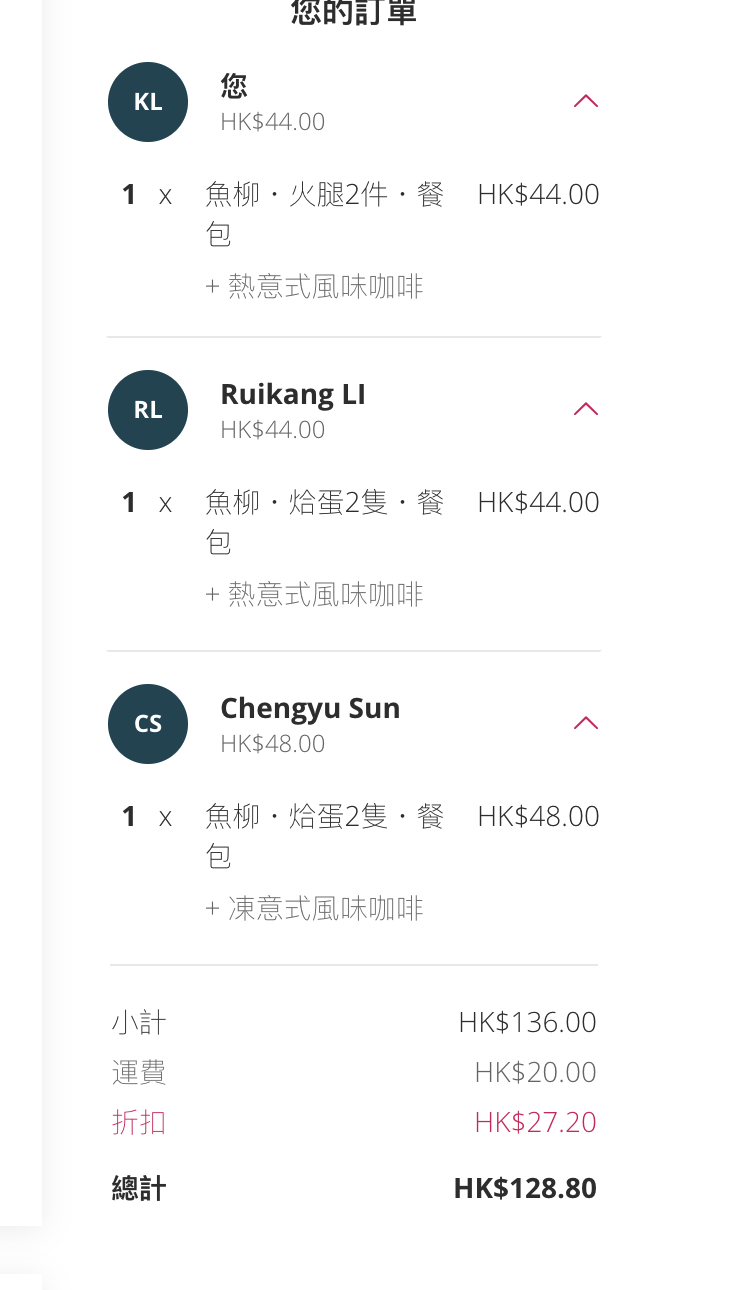 您的訂單
KL
您
HK$44.00
1 x 魚柳・火腿2件・餐 HK$44.00
包
+ 熱意式風味咖啡
RL
Ruikang LI
HK$44.00
1 x 魚柳・烚蛋2隻・餐 HK$44.00
包
+ 熱意式風味咖啡
CS
Chengyu Sun
HK$48.00
1 x 魚柳・烚蛋2隻・餐 HK$48.00
包
+ 凍意式風味咖啡
小計 HK$136.00
運費 HK$20.00
折扣 HK$27.20
總計 HK$128.80